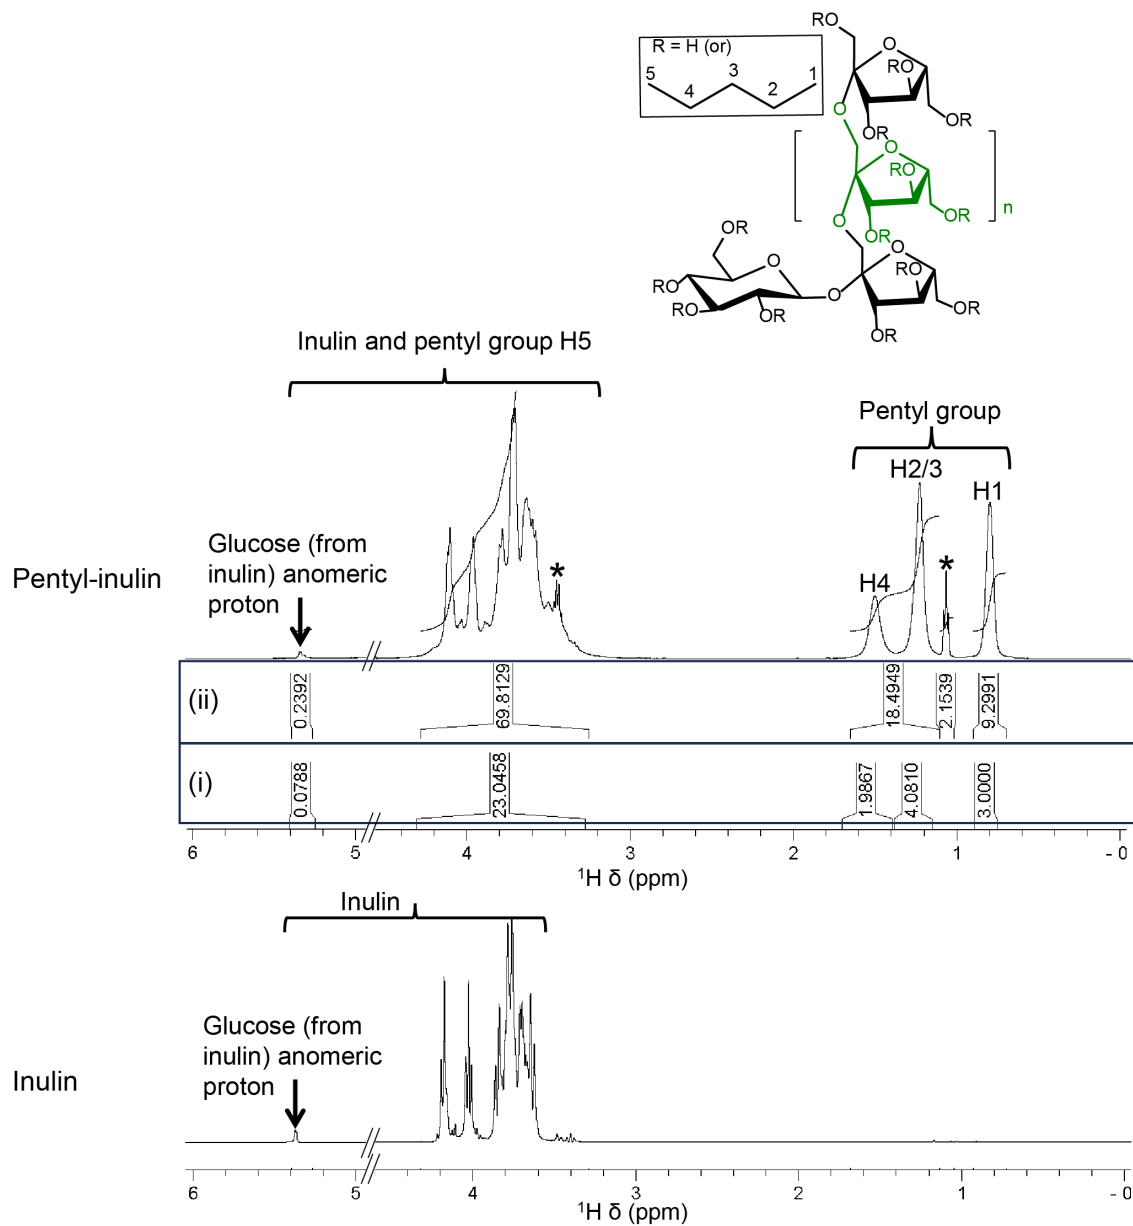 RO
R = H (or)
5
4
3
2
1
O
RO
OR
O
OR
O
RO
OR
n
O
OR
OR
O
RO
RO
OR
O
O
RO
OR
OR
Inulin and pentyl group H5
Pentyl group
H2/3
H1
H4
*
*
Glucose (from
inulin) anomeric
proton
Pentyl-inulin
(ii)
0.2392
69.8129
18.4949
2.1539
9.2991
(i)
0.0788
23.0458
1.9867
4.0810
3.0000
6
5
4
3
2
1
- 0
¹H δ (ppm)
Inulin
Glucose (from
inulin) anomeric
proton
Inulin
6
5
4
3
2
1
- 0
¹H δ (ppm)